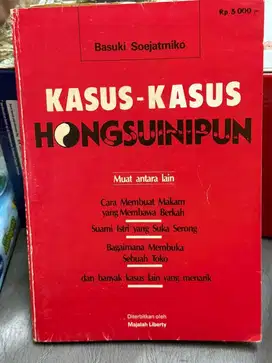 Rp 5 000,-
Basuki Soejatmiko
KASUS-KASUS
HONGSUINIPUN
Muat antara lain
Cara Membuat Makam
yang Membawa Berkah
Suami Istri yang Suka Serong
Bagaimana Membuka
Sebuah Toko
dan banyak kasus lain yang menarik
Diterbitkan oleh
Majalah Liberty